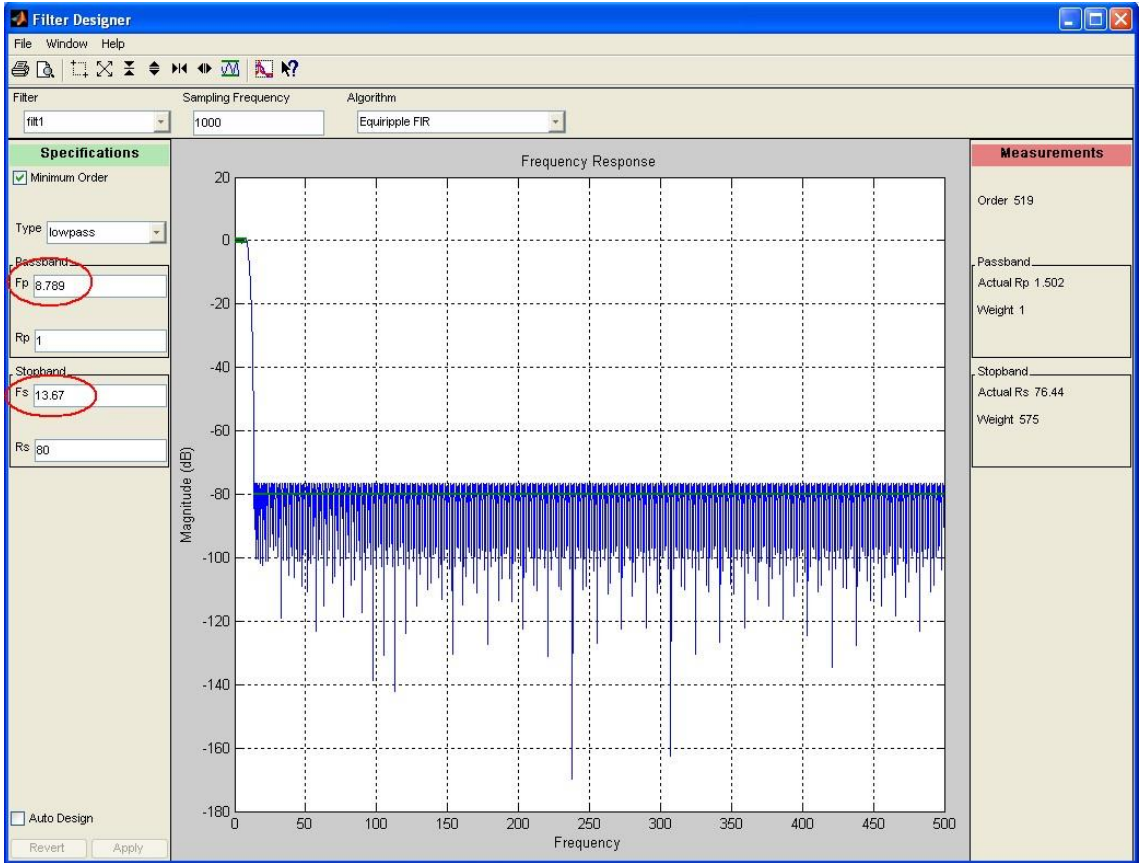 Filter Designer
File Window Help
Filter Sampling Frequency Algorithm
filt1 1000 Equiripple FIR
Specifications
Minimum Order
Type lowpass
Passband
Fp 8.789
Rp 1
Stopband
Fs 13.67
Rs 80
Auto Design
Revert Apply
Frequency Response
20
0
-20
-40
-60
-80
-100
-120
-140
-160
-180
Magnitude (dB)
0 50 100 150 200 250 300 350 400 450 500
Frequency
Measurements
Order 519
Passband
Actual Rp 1.502
Weight 1
Stopband
Actual Rs 76.44
Weight 575